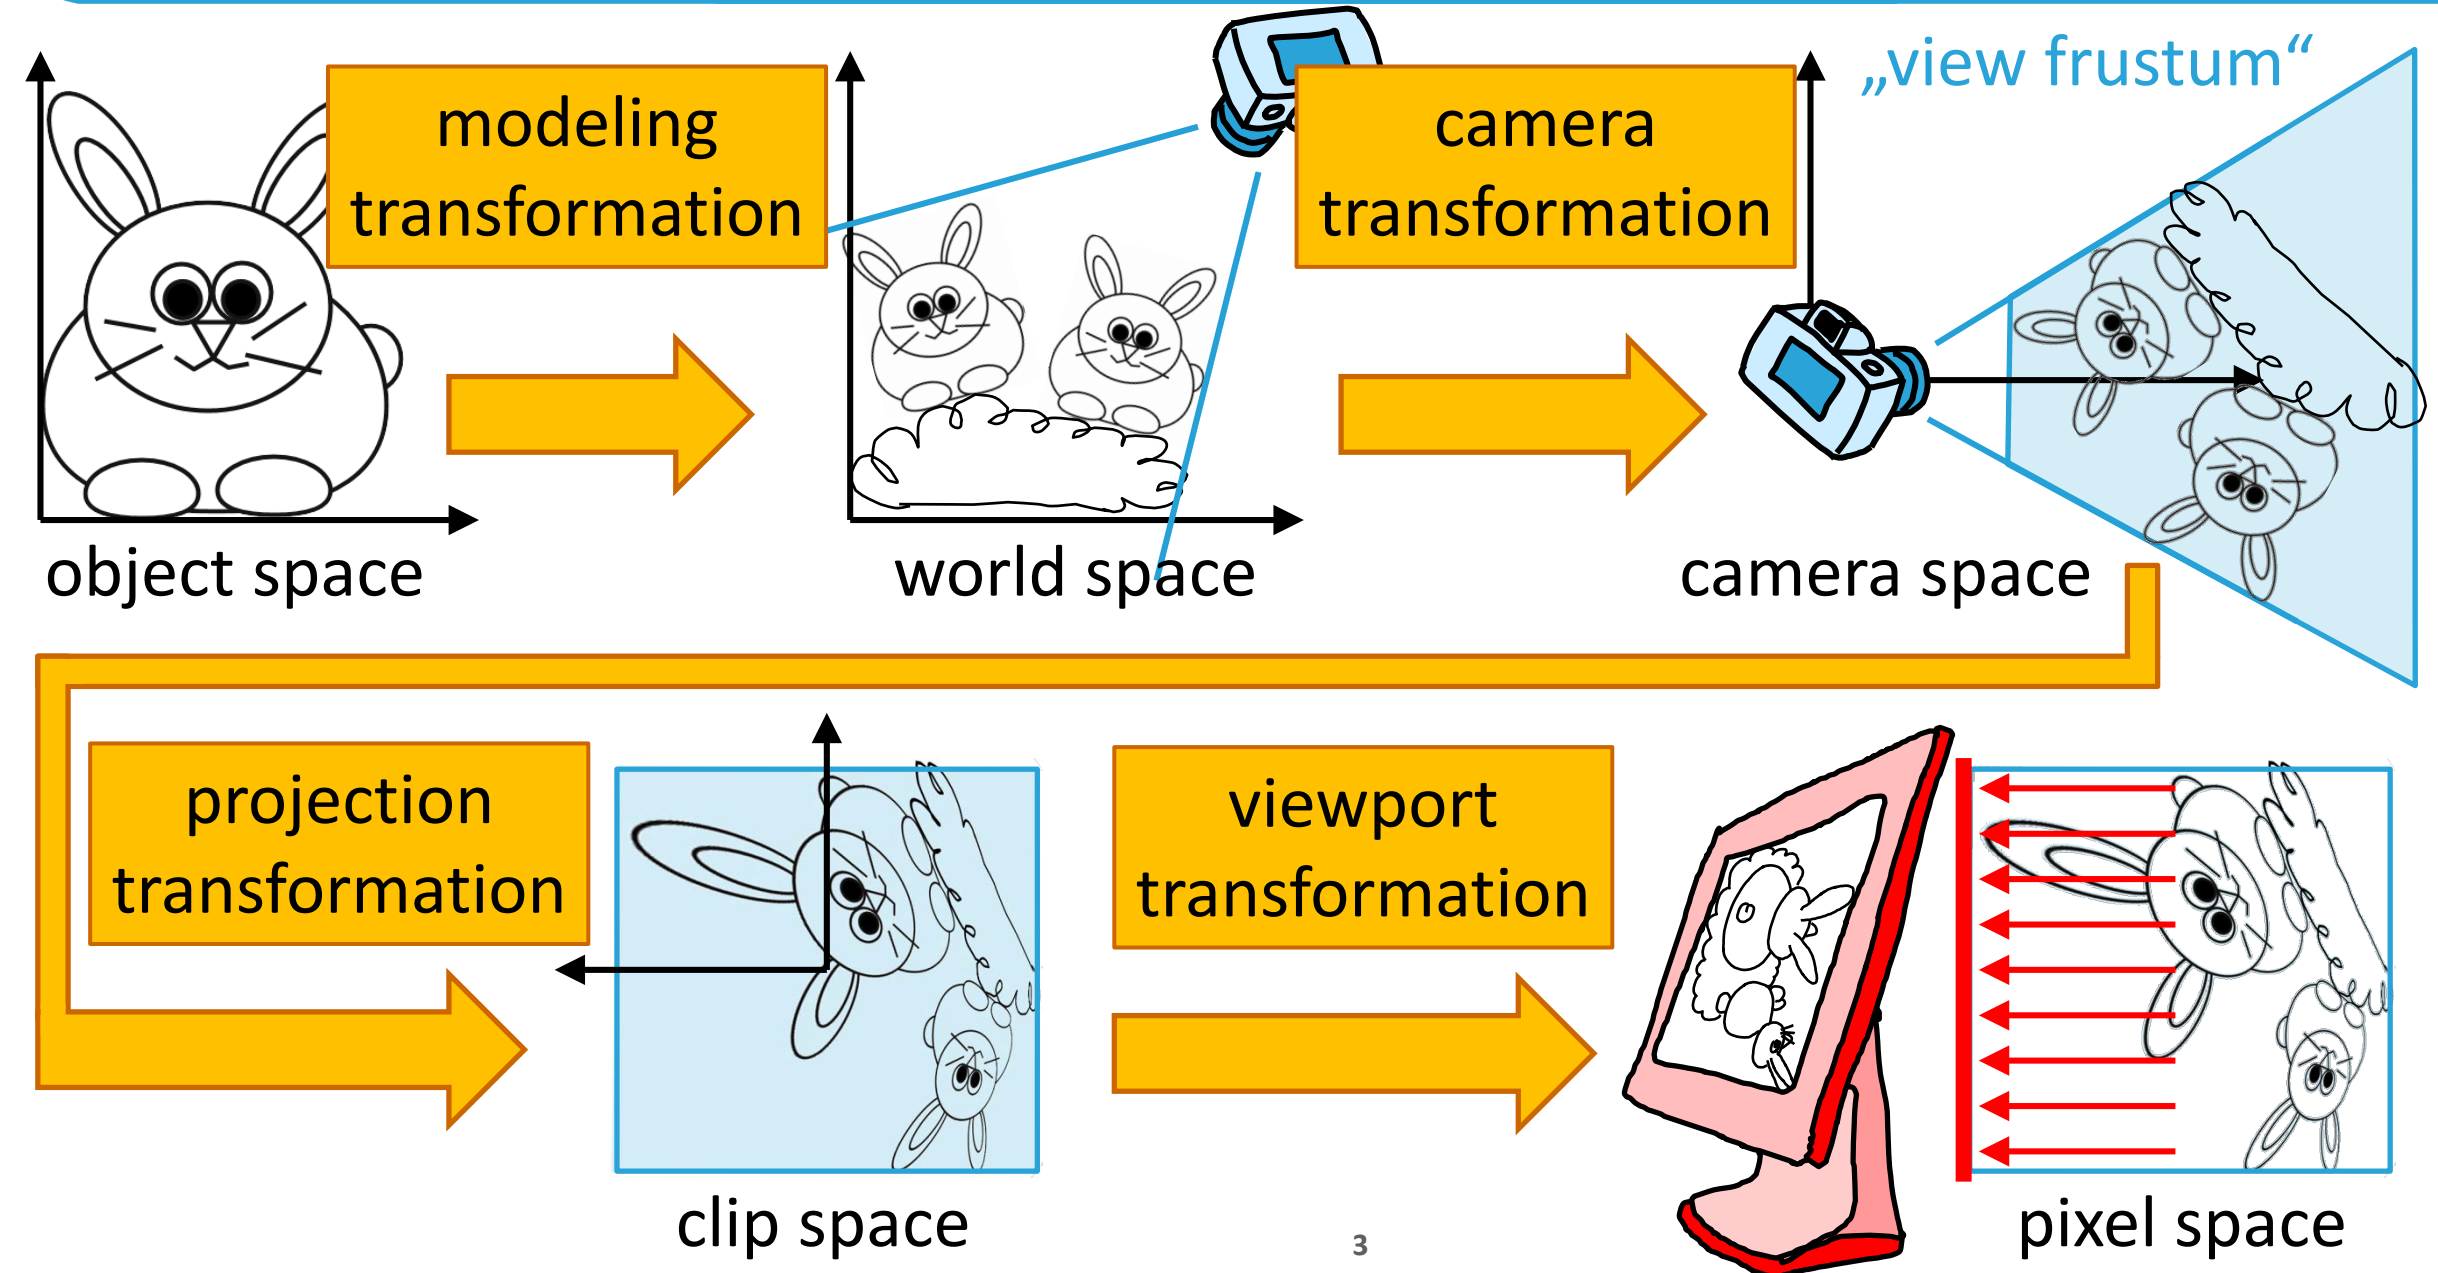 modeling
transformation
camera
transformation
„view frustum“
object space
world space
camera space
projection
transformation
viewport
transformation
clip space
pixel space
3